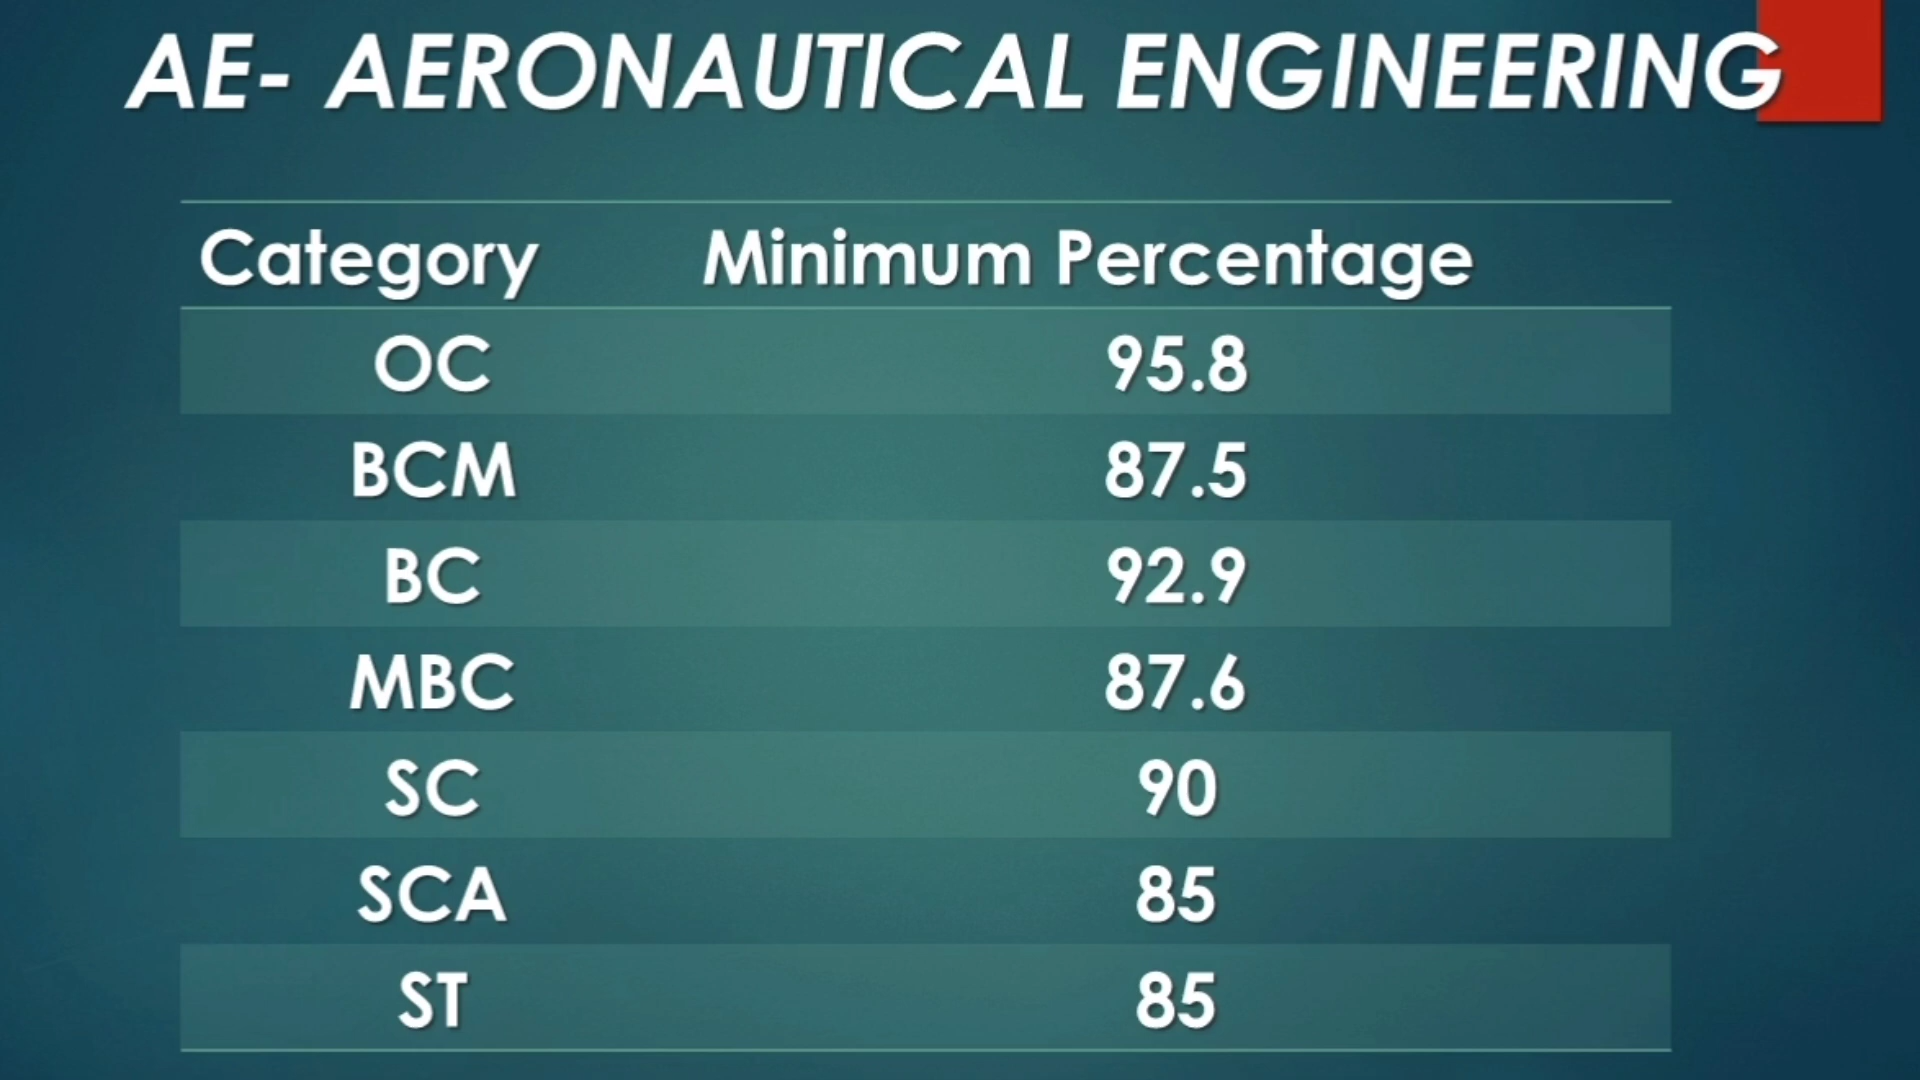 AE- AERONAUTICAL ENGINEERING
Category Minimum Percentage
OC 95.8
BCM 87.5
BC 92.9
MBC 87.6
SC 90
SCA 85
ST 85